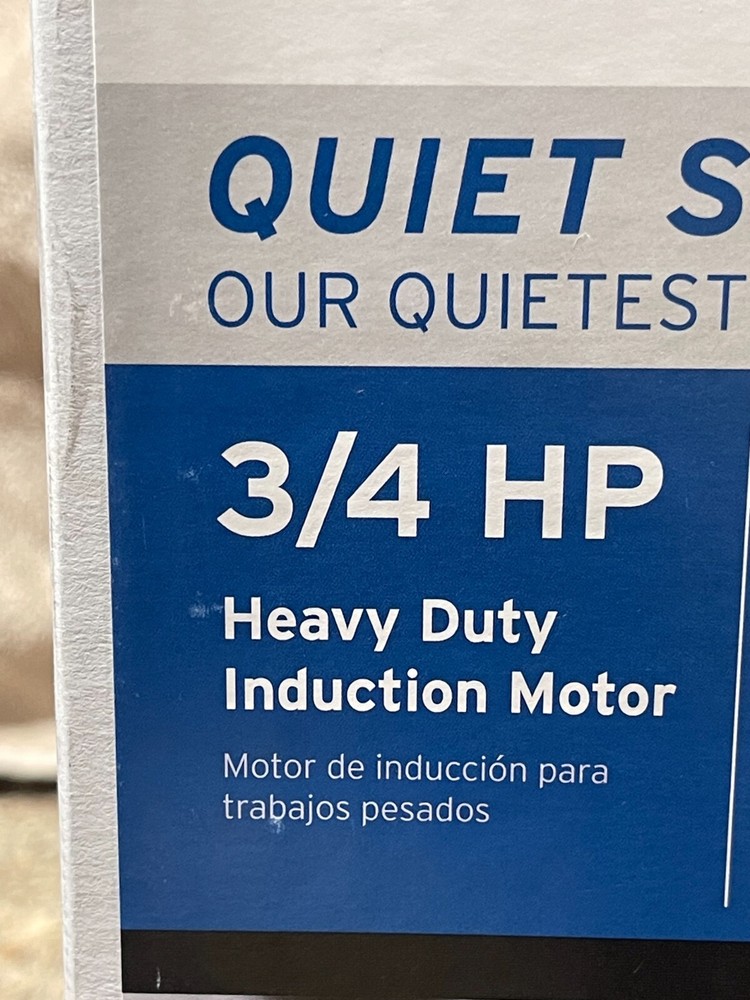 QUIET S
OUR QUIETEST
3/4 HP
Heavy Duty
Induction Motor
Motor de inducción para
trabajos pesados